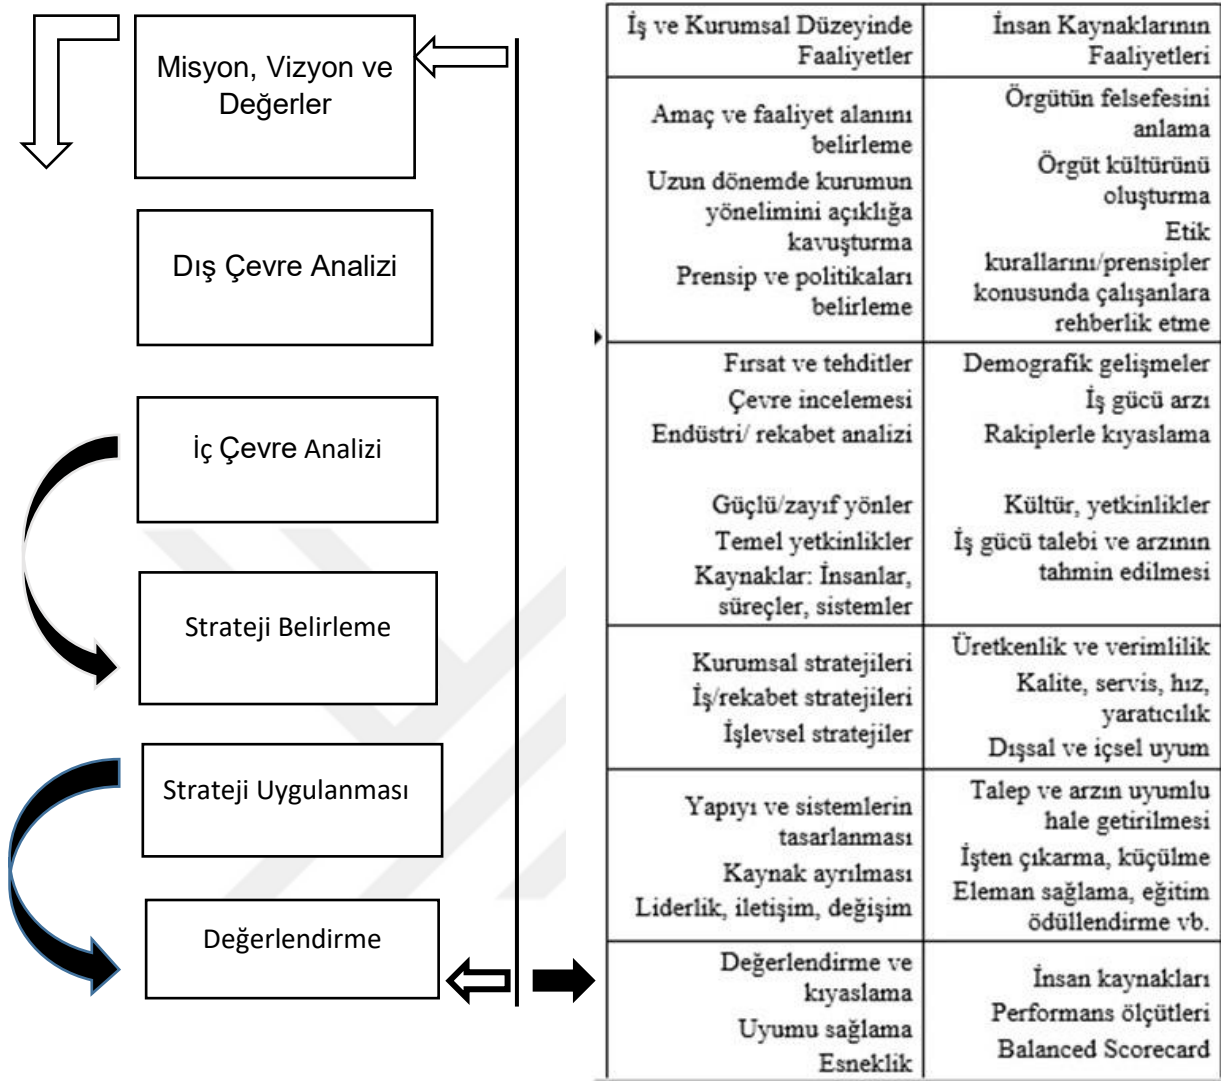 Misyon, Vizyon ve
Değerler
Dış Çevre Analizi
İç Çevre Analizi
Strateji Belirleme
Strateji Uygulanması
Değerlendirme
İş ve Kurumsal Düzeyinde
Faaliyetler
İnsan Kaynaklarının
Faaliyetleri
Amaç ve faaliyet alanını
belirleme
Uzun dönemde kurumun
yönelimini açıklığa
kavuşturma
Prensip ve politikaları
belirleme
Örgütün felsefesini
anlama
Örgüt kültürünü
oluşturma
Etik
kurallarını/prensipler
konusunda çalışanlara
rehberlik etme
Fırsat ve tehditler
Çevre incelemesi
Endüstri/ rekabet analizi
Güçlü/zayıf yönler
Temel yetkinlikler
Kaynaklar: İnsanlar,
süreçler, sistemler
Demografik gelişmeler
İş gücü arzı
Rakiplerle kıyaslama
Kültür, yetkinlikler
İş gücü talebi ve arzının
tahmin edilmesi
Kurumsal stratejileri
İş/rekabet stratejileri
İşlevsel stratejiler
Üretkenlik ve verimlilik
Kalite, servis, hız,
yaratıcılık
Dışsal ve içsel uyum
Yapıyı ve sistemlerin
tasarlanması
Kaynak ayrılması
Liderlik, iletişim, değişim
Talep ve arzın uyumlu
hale getirilmesi
İşten çıkarma, küçülme
Eleman sağlama, eğitim
ödüllendirme vb.
Değerlendirme ve
kıyaslama
Uyumu sağlama
Esneklik
İnsan kaynakları
Performans ölçütleri
Balanced Scorecard